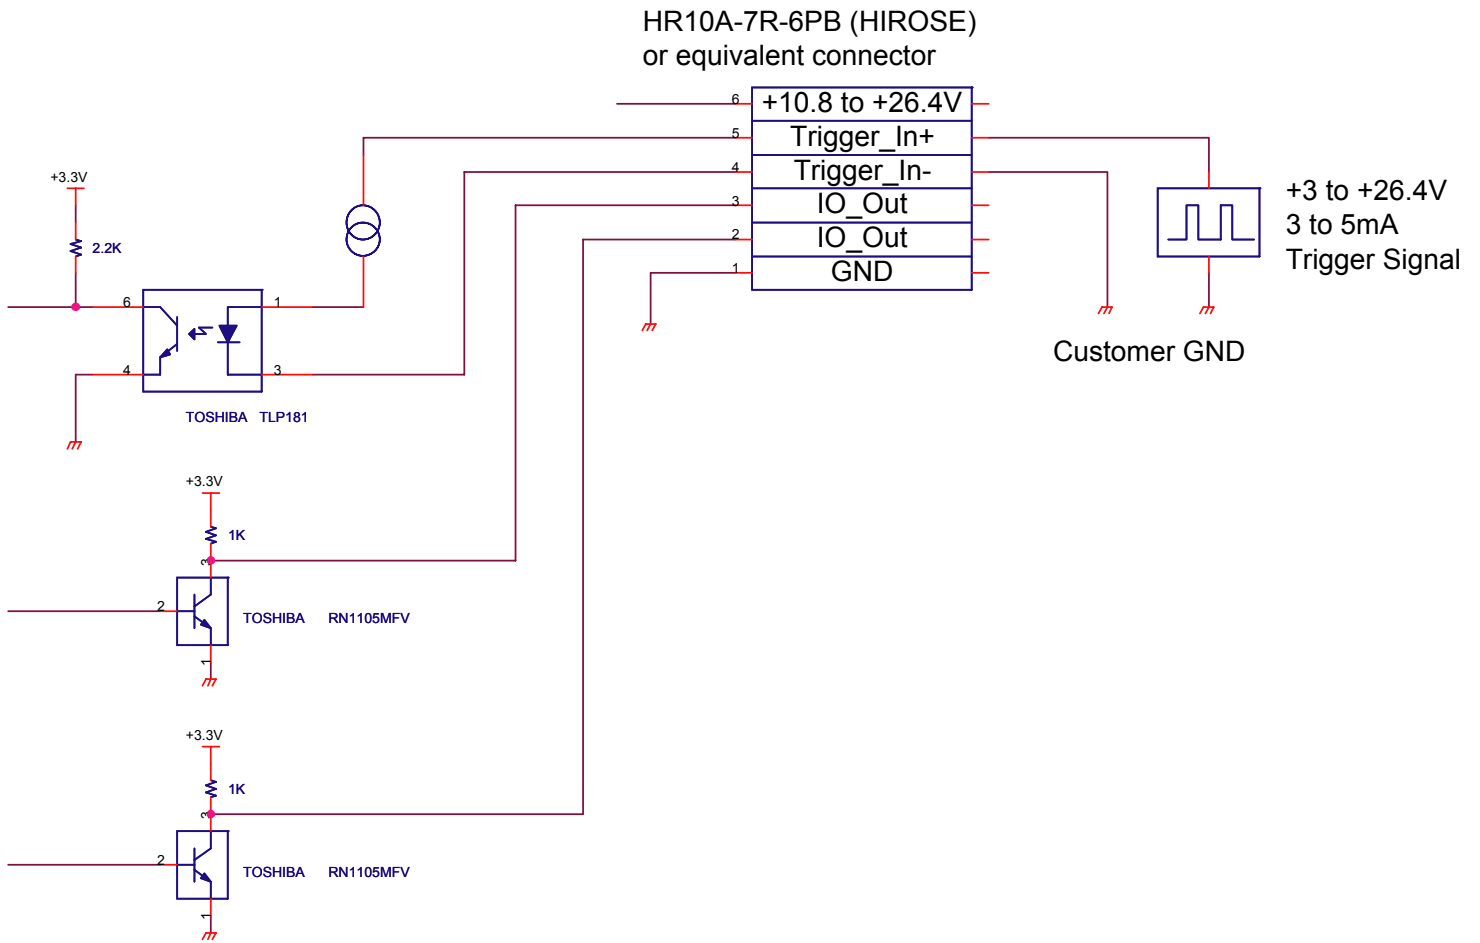 HR10A-7R-6PB (HIROSE)
or equivalent connector
6 +10.8 to +26.4V
5 Trigger_In+
4 Trigger_In-
3 IO_Out
2 IO_Out
1 GND
+3 to +26.4V
3 to 5mA
Trigger Signal
Customer GND
+3.3V
2.2K
6 1
4 3
TOSHIBA TLP181
+3.3V
1K
3
2
TOSHIBA RN1105MFV
1
+3.3V
1K
3
2
TOSHIBA RN1105MFV
1